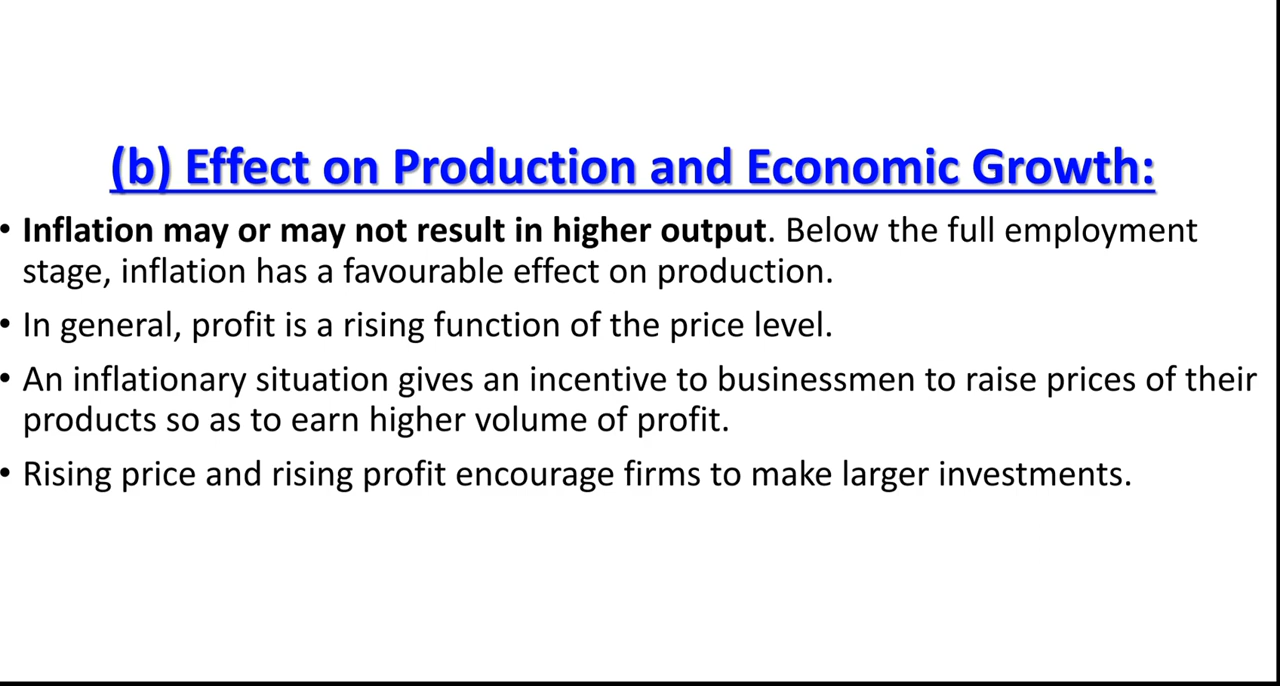 (b) Effect on Production and Economic Growth:
• Inflation may or may not result in higher output. Below the full employment
stage, inflation has a favourable effect on production.
• In general, profit is a rising function of the price level.
• An inflationary situation gives an incentive to businessmen to raise prices of their
products so as to earn higher volume of profit.
• Rising price and rising profit encourage firms to make larger investments.